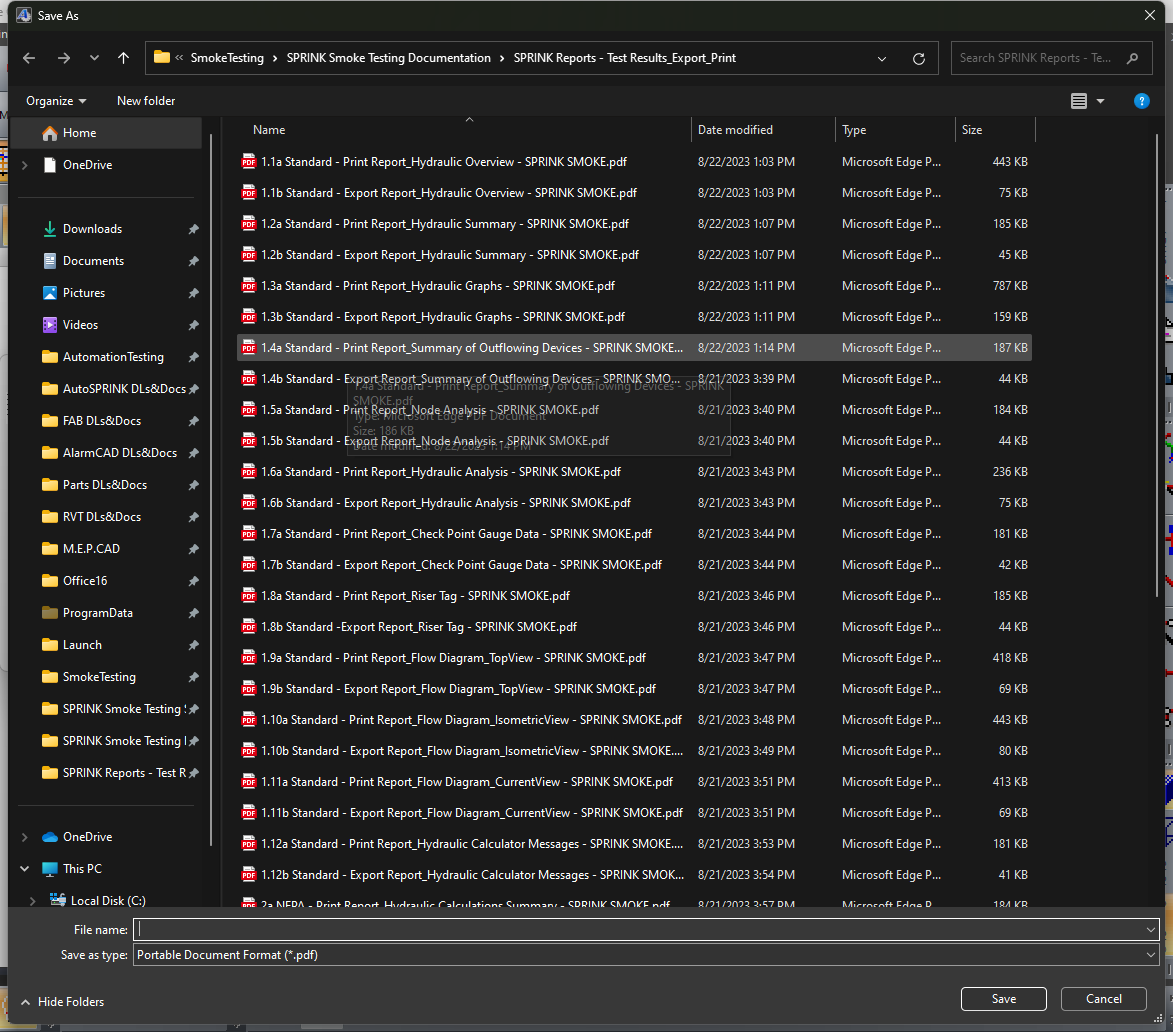 Save As
SmokeTesting › SPRINK Smoke Testing Documentation › SPRINK Reports - Test Results_Export_Print
Search SPRINK Reports - Te...
Organize
New folder
Name Date modified Type Size
Home
OneDrive
Downloads
Documents
Pictures
Videos
AutomationTesting
AutoSPRINK DLs&Docs
FAB DLs&Docs
AlarmCAD DLs&Docs
Parts DLs&Docs
RVT DLs&Docs
M.E.P.CAD
Office16
ProgramData
Launch
SmokeTesting
SPRINK Smoke Testing
SPRINK Smoke Testing
SPRINK Reports - Test R
OneDrive
This PC
Local Disk (C:)
1.1a Standard - Print Report_Hydraulic Overview - SPRINK SMOKE.pdf 8/22/2023 1:03 PM Microsoft Edge P... 443 KB
1.1b Standard - Export Report_Hydraulic Overview - SPRINK SMOKE.pdf 8/22/2023 1:03 PM Microsoft Edge P... 75 KB
1.2a Standard - Print Report_Hydraulic Summary - SPRINK SMOKE.pdf 8/22/2023 1:07 PM Microsoft Edge P... 185 KB
1.2b Standard - Export Report_Hydraulic Summary - SPRINK SMOKE.pdf 8/22/2023 1:07 PM Microsoft Edge P... 45 KB
1.3a Standard - Print Report_Hydraulic Graphs - SPRINK SMOKE.pdf 8/22/2023 1:11 PM Microsoft Edge P... 787 KB
1.3b Standard - Export Report_Hydraulic Graphs - SPRINK SMOKE.pdf 8/22/2023 1:11 PM Microsoft Edge P... 159 KB
1.4a Standard - Print Report_Summary of Outflowing Devices - SPRINK SMOKE... 8/22/2023 1:14 PM Microsoft Edge P... 187 KB
1.4b Standard - Export Report_Summary of Outflowing Devices - SPRINK SMO... 8/21/2023 3:39 PM Microsoft Edge P... 44 KB
1.4a Standard - Print Report_Summary of Outflowing Devices - SPRINK
SMOKE.pdf
1.5a Standard - Print Report_Node Analysis - SPRINK SMOKE.pdf 8/21/2023 3:40 PM Microsoft Edge P... 184 KB
Type: Microsoft Edge PDF Document
Size: 186 KB
1.5b Standard - Export Report_Node Analysis - SPRINK SMOKE.pdf 8/21/2023 3:40 PM Microsoft Edge P... 44 KB
Date modified: 8/22/2023 1:14 PM
1.6a Standard - Print Report_Hydraulic Analysis - SPRINK SMOKE.pdf 8/21/2023 3:43 PM Microsoft Edge P... 236 KB
1.6b Standard - Export Report_Hydraulic Analysis - SPRINK SMOKE.pdf 8/21/2023 3:43 PM Microsoft Edge P... 75 KB
1.7a Standard - Print Report_Check Point Gauge Data - SPRINK SMOKE.pdf 8/21/2023 3:44 PM Microsoft Edge P... 181 KB
1.7b Standard - Export Report_Check Point Gauge Data - SPRINK SMOKE.pdf 8/21/2023 3:44 PM Microsoft Edge P... 42 KB
1.8a Standard - Print Report_Riser Tag - SPRINK SMOKE.pdf 8/21/2023 3:46 PM Microsoft Edge P... 185 KB
1.8b Standard -Export Report_Riser Tag - SPRINK SMOKE.pdf 8/21/2023 3:46 PM Microsoft Edge P... 44 KB
1.9a Standard - Print Report_Flow Diagram_TopView - SPRINK SMOKE.pdf 8/21/2023 3:47 PM Microsoft Edge P... 418 KB
1.9b Standard - Export Report_Flow Diagram_TopView - SPRINK SMOKE.pdf 8/21/2023 3:47 PM Microsoft Edge P... 69 KB
1.10a Standard - Print Report_Flow Diagram_IsometricView - SPRINK SMOKE.pdf 8/21/2023 3:48 PM Microsoft Edge P... 443 KB
1.10b Standard - Export Report_Flow Diagram_IsometricView - SPRINK SMOKE.... 8/21/2023 3:49 PM Microsoft Edge P... 80 KB
1.11a Standard - Print Report_Flow Diagram_CurrentView - SPRINK SMOKE.pdf 8/21/2023 3:51 PM Microsoft Edge P... 413 KB
1.11b Standard - Export Report_Flow Diagram_CurrentView - SPRINK SMOKE.pdf 8/21/2023 3:51 PM Microsoft Edge P... 69 KB
1.12a Standard - Print Report_Hydraulic Calculator Messages - SPRINK SMOKE.... 8/21/2023 3:53 PM Microsoft Edge P... 181 KB
1.12b Standard - Export Report_Hydraulic Calculator Messages - SPRINK SMOK... 8/21/2023 3:54 PM Microsoft Edge P... 41 KB
2a NFPA - Print Report_Hydraulic Calculations Summary - SPRINK SMOKE.pdf 8/21/2023 3:57 PM Microsoft Edge P... 184 KB
File name:
Save as type: Portable Document Format (*.pdf)
Hide Folders
Save
Cancel